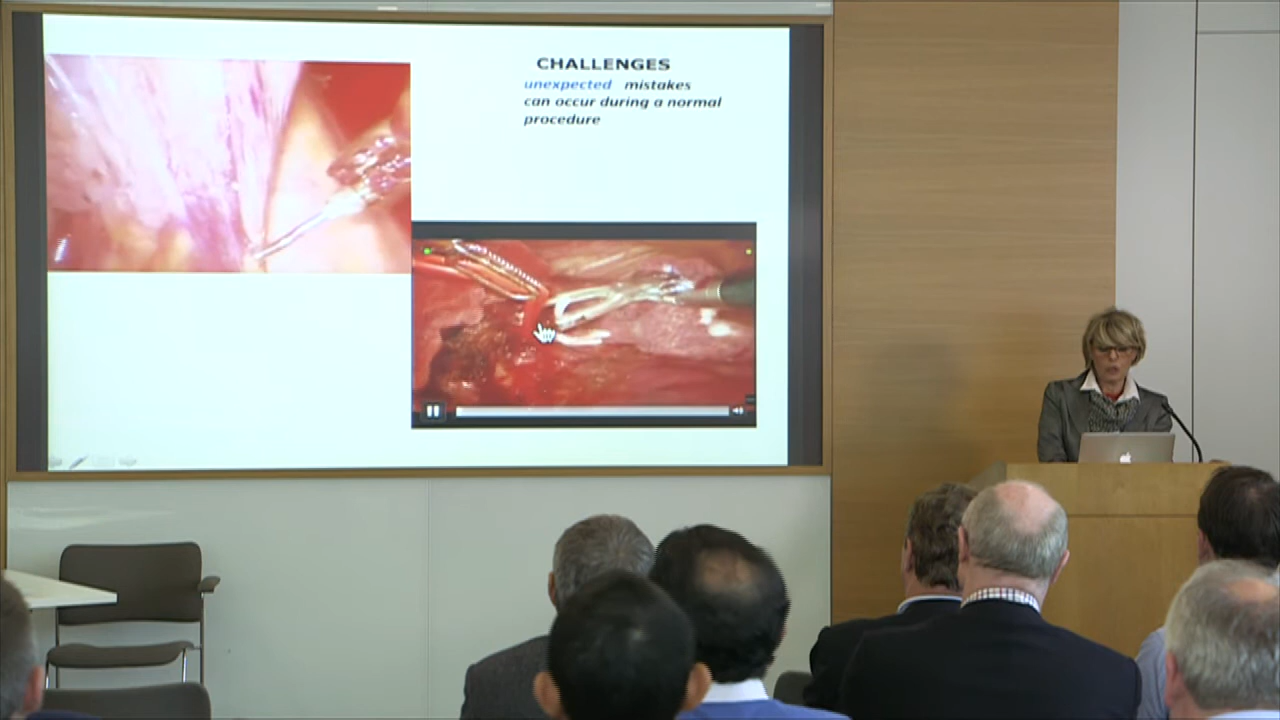 CHALLENGES
unexpected mistakes
can occur during a normal
procedure